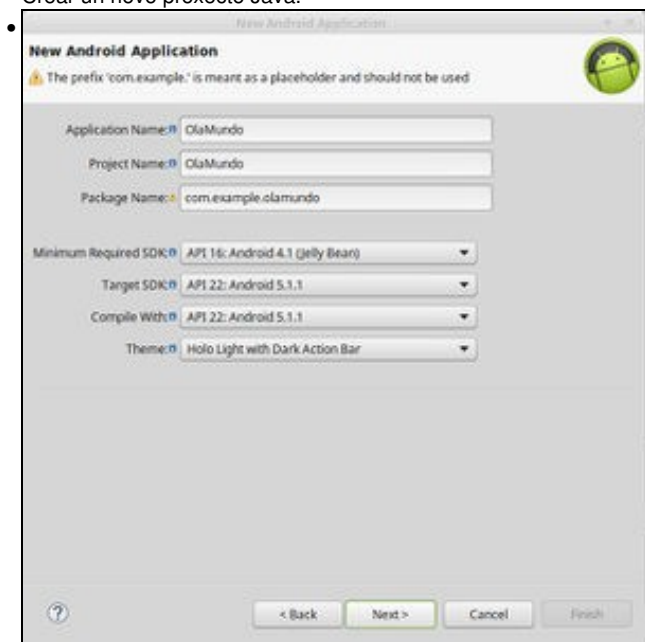 Crear un novo proxecto Java.
New Android Application
New Android Application
The prefix 'com.example.' is meant as a placeholder and should not be used
Application Name: OlaMundo
Project Name: OlaMundo
Package Name: com.example.olamundo
Minimum Required SDK: API 16: Android 4.1 (Jelly Bean)
Target SDK: API 22: Android 5.1.1
Compile With: API 22: Android 5.1.1
Theme: Holo Light with Dark Action Bar
? < Back Next > Cancel Finish